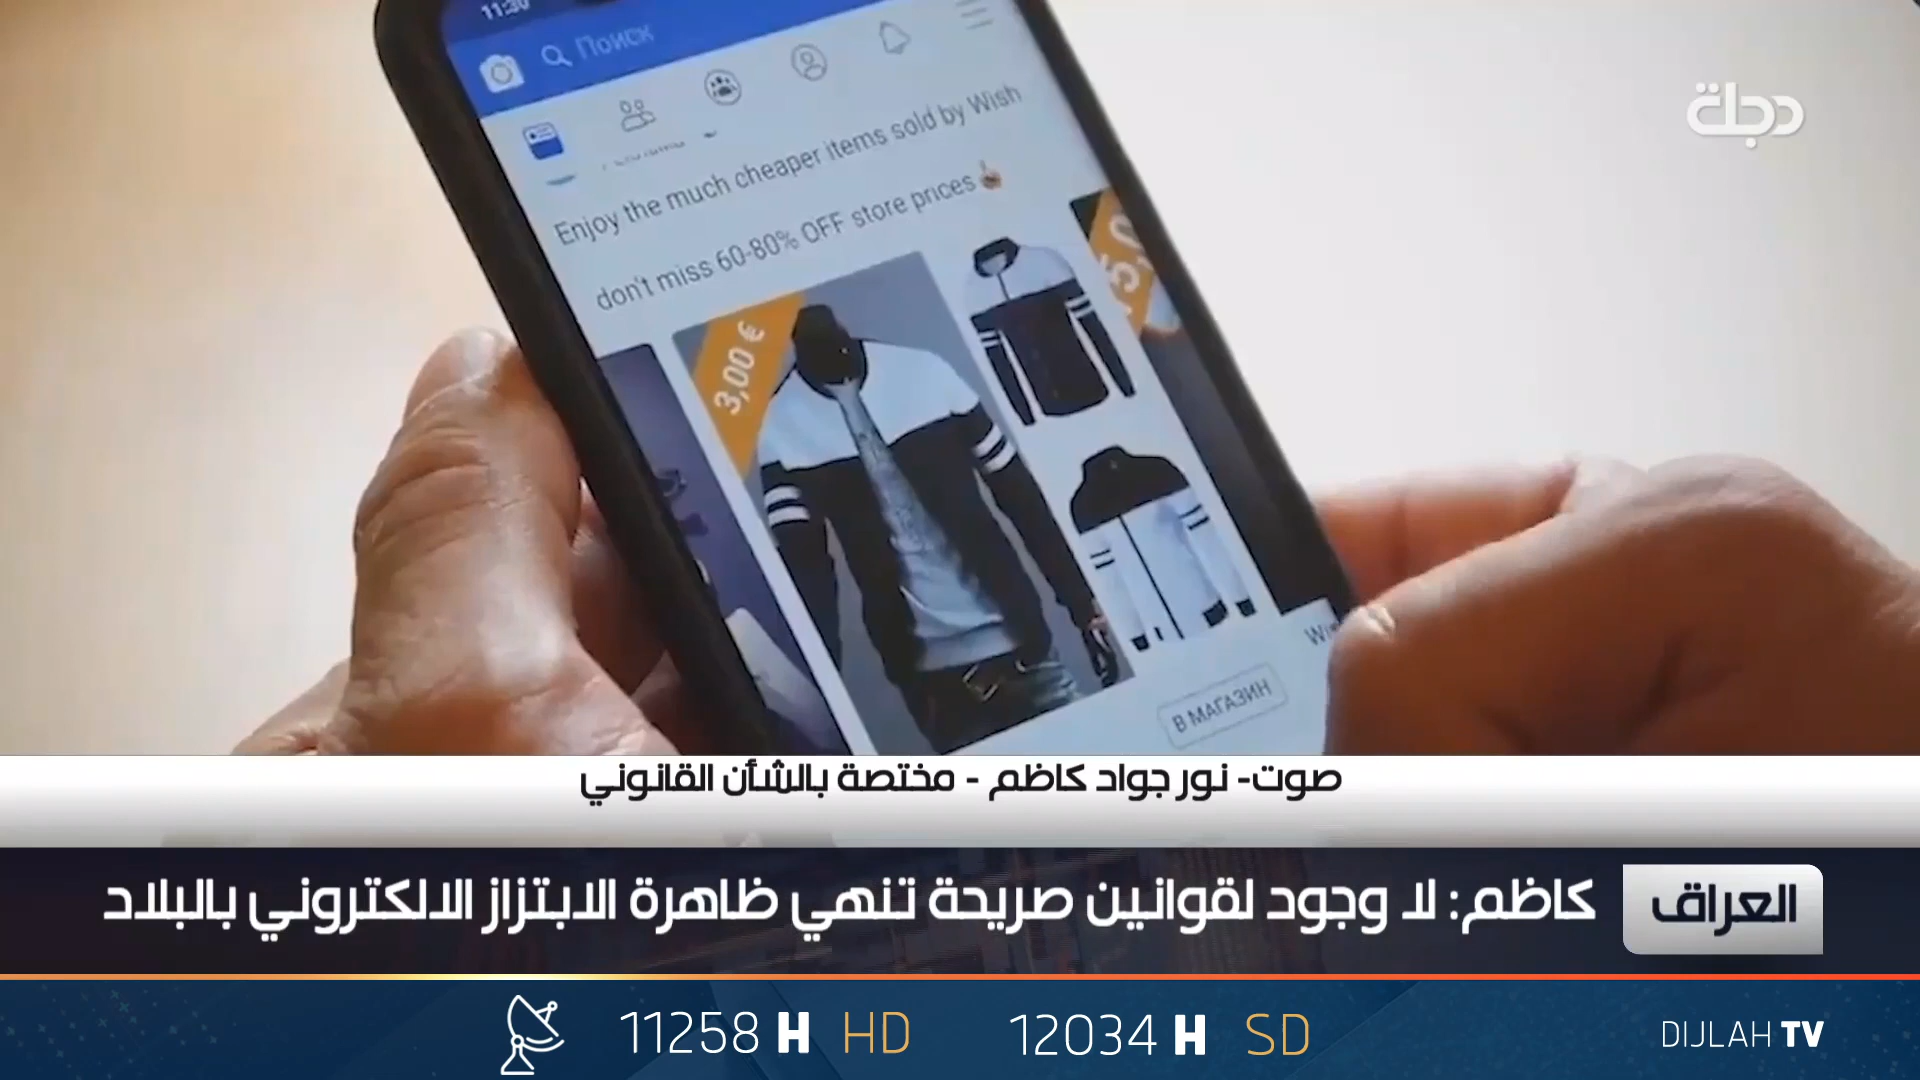 11:30
Поиск
دجلة
Enjoy the much cheaper items sold by Wish
don't miss 60-80% OFF store prices
3,00 €
В МАГАЗИН
صوت- نور جواد كاظم - مختصة بالشأن القانوني
العراق
كاظم: لا وجود لقوانين صريحة تنهي ظاهرة الابتزاز الالكتروني بالبلاد
11258 H HD 12034 H SD
DIJLAH TV